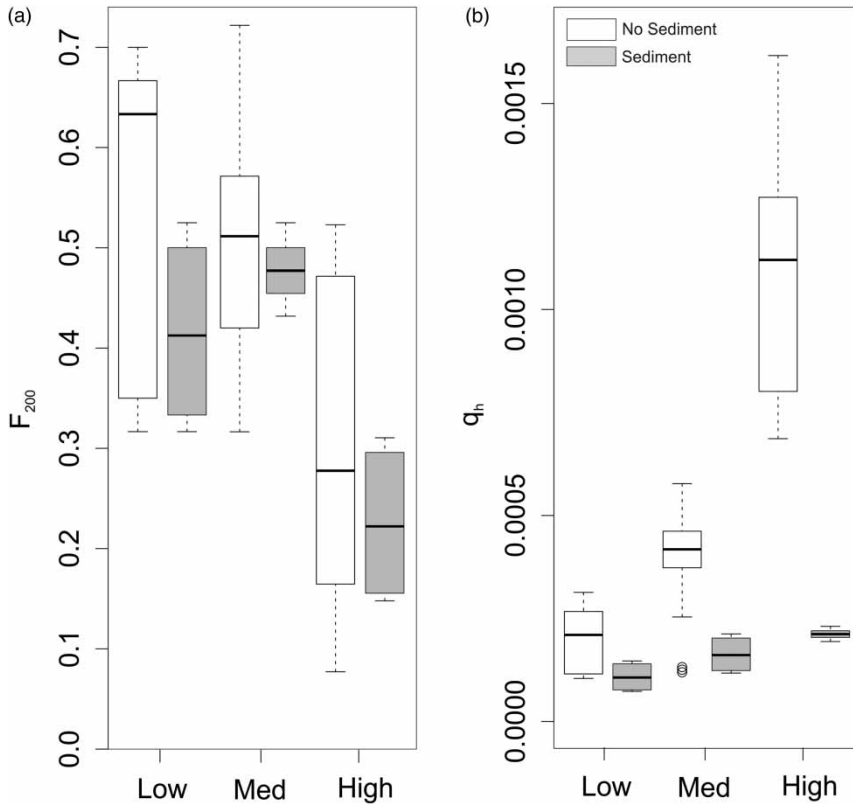 (a)
0.7
0.6
0.5
0.4
0.3
0.2
0.1
0.0
F200
Low Med High
(b)
No Sediment
Sediment
0.0015
0.0010
0.0005
0.0000
qh
Low Med High